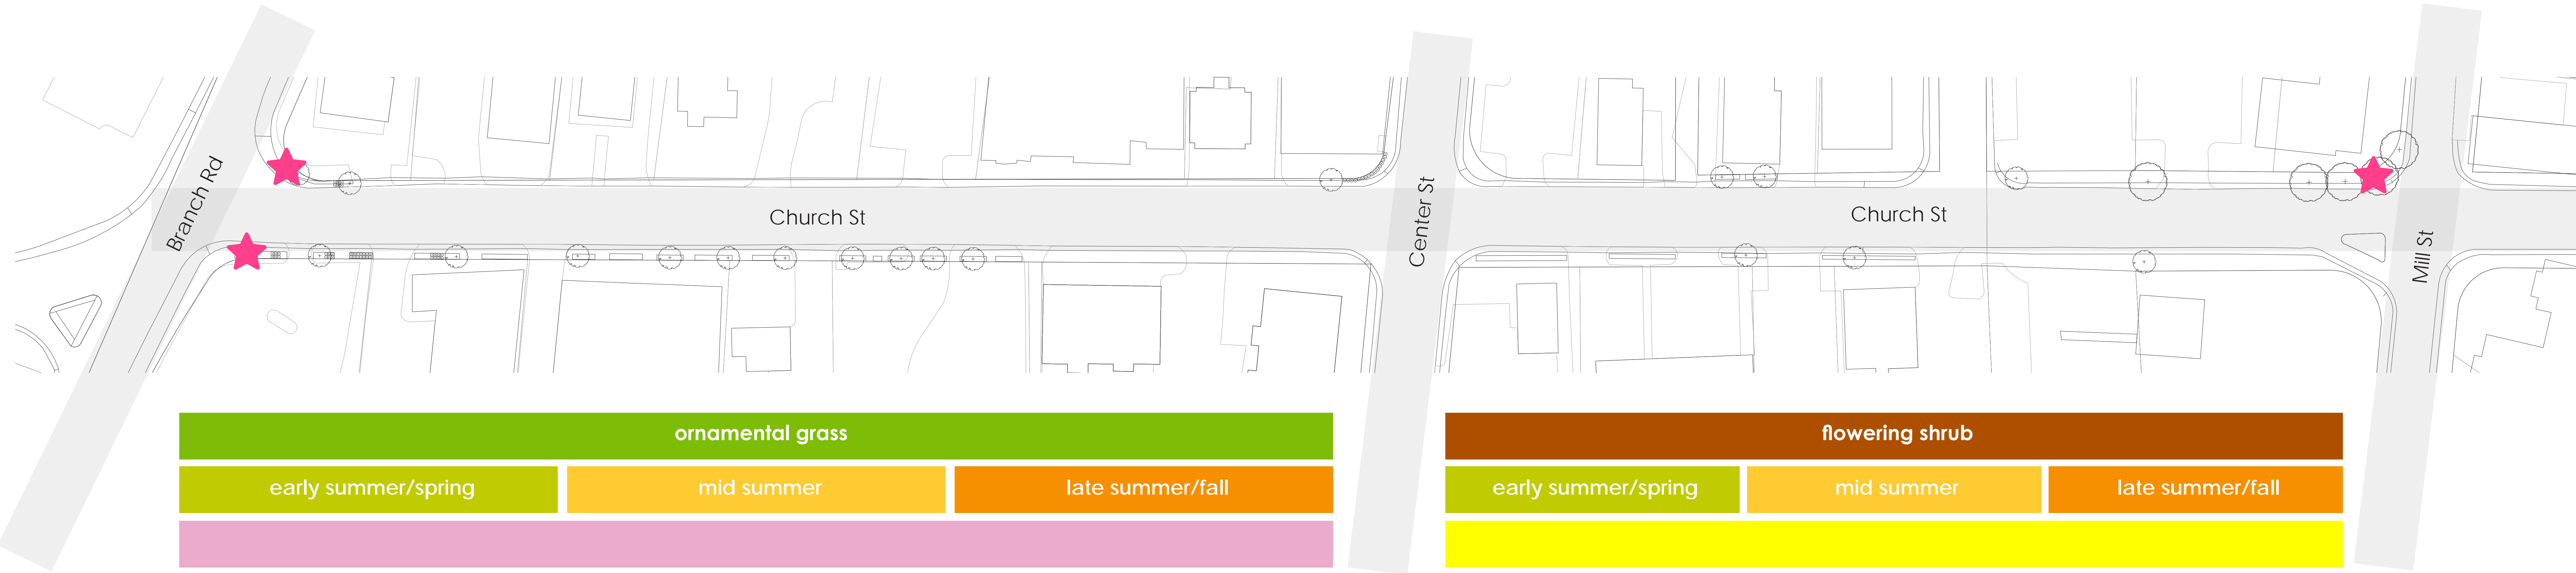 Branch Rd
Church St
Center St
Church St
Mill St
ornamental grass
early summer/spring
mid summer
late summer/fall
flowering shrub
early summer/spring
mid summer
late summer/fall